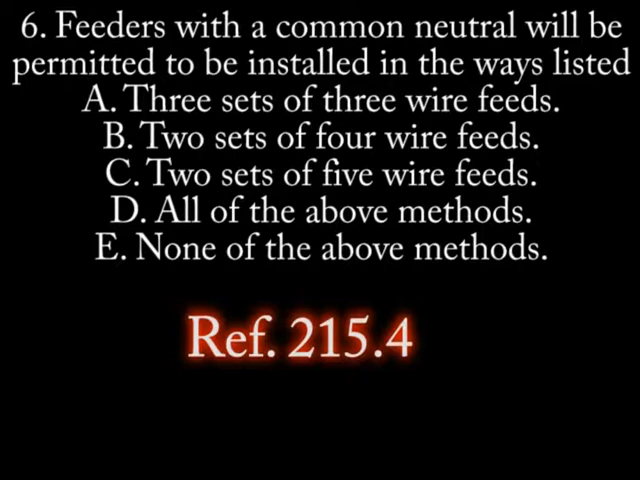 6. Feeders with a common neutral will be
permitted to be installed in the ways listed
A. Three sets of three wire feeds.
B. Two sets of four wire feeds.
C. Two sets of five wire feeds.
D. All of the above methods.
E. None of the above methods.
Ref. 215.4